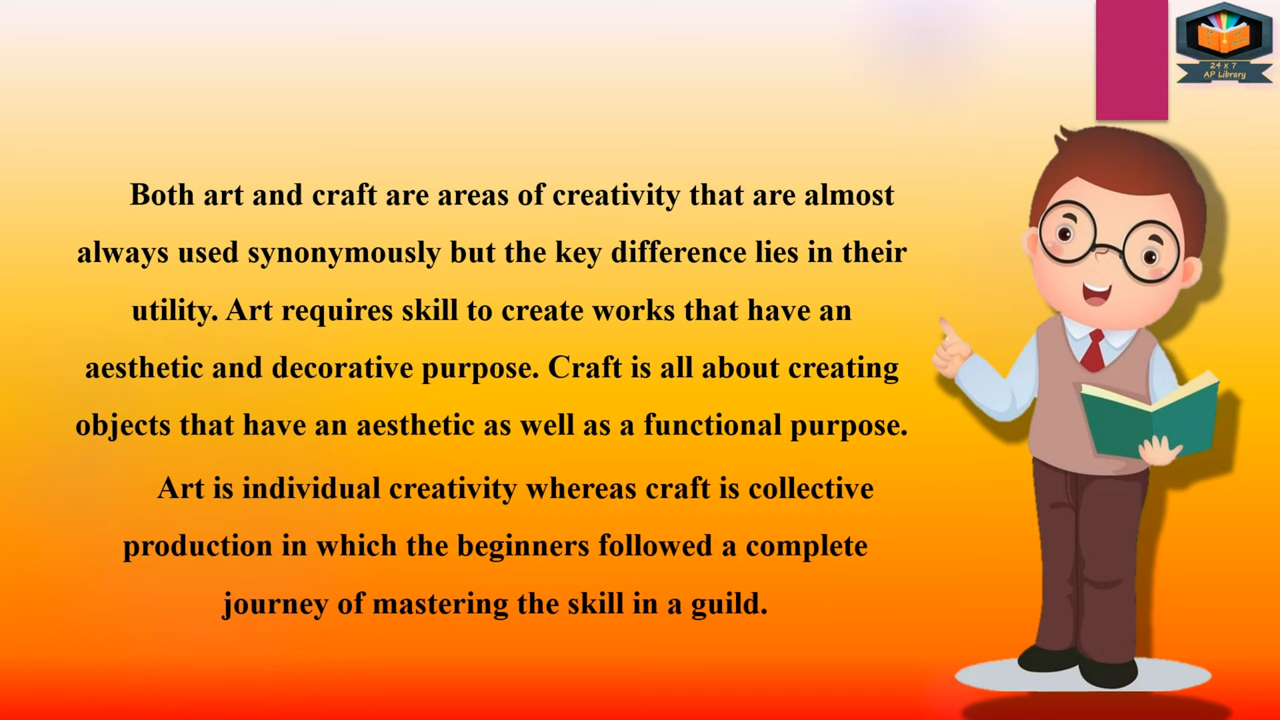 24 x 7
AP Library
Both art and craft are areas of creativity that are almost
always used synonymously but the key difference lies in their
utility. Art requires skill to create works that have an
aesthetic and decorative purpose. Craft is all about creating
objects that have an aesthetic as well as a functional purpose.
Art is individual creativity whereas craft is collective
production in which the beginners followed a complete
journey of mastering the skill in a guild.